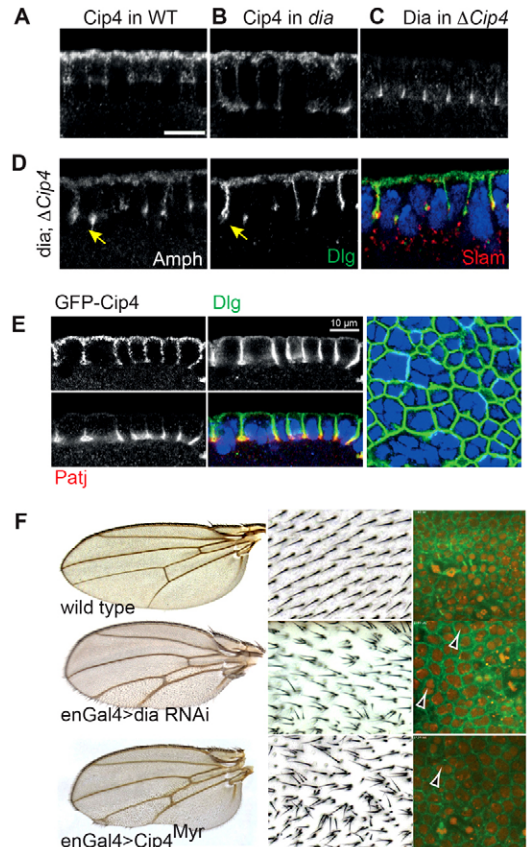 A Cip4 in WT B Cip4 in dia C Dia in ΔCip4
D
dia; ΔCip4
Amph Dlg Slam
E GFP-Cip4 Dlg
10 µm
Patj
F
wild type
enGal4>dia RNAi
enGal4>Cip4Myr